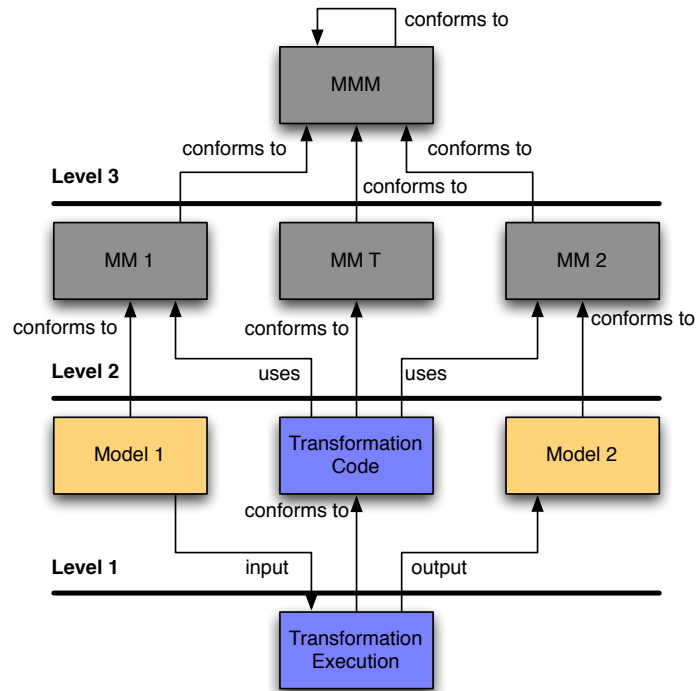 conforms to
MMM
conforms to
conforms to
Level 3
conforms to
MM 1
MM T
MM 2
conforms to
conforms to
conforms to
Level 2
uses
uses
Model 1
Transformation
Code
Model 2
conforms to
Level 1
input
output
Transformation
Execution